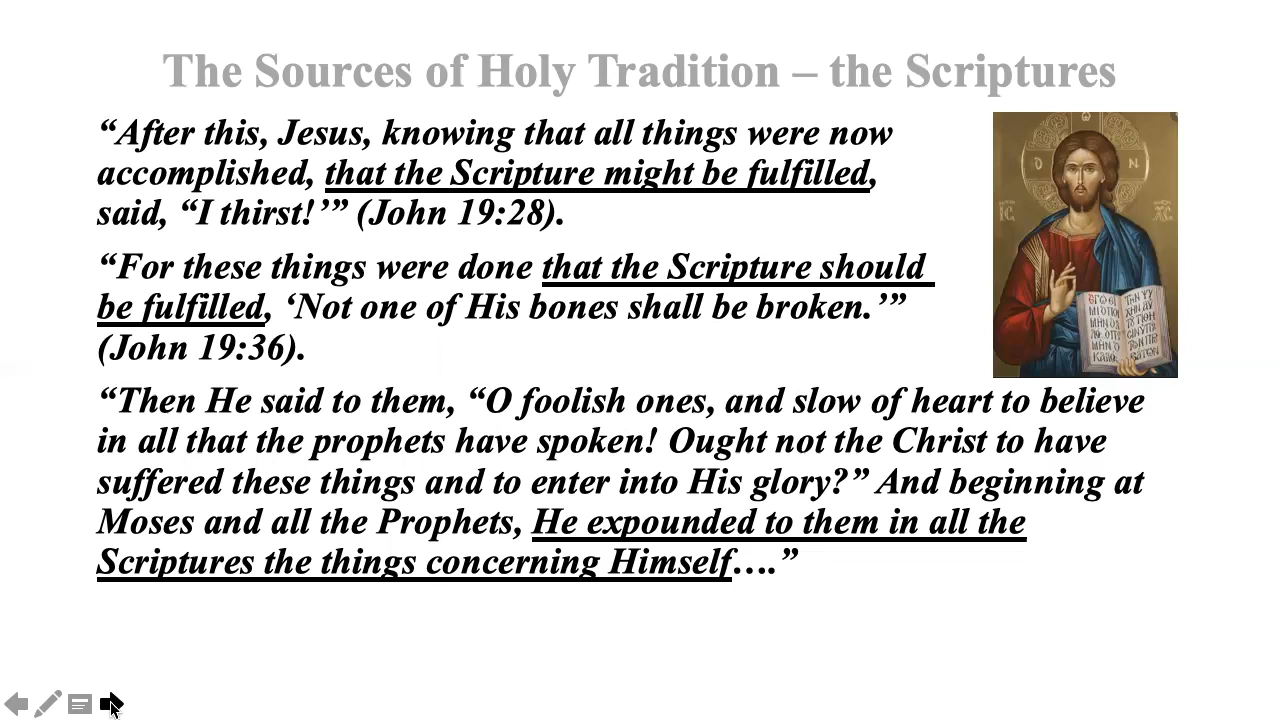 The Sources of Holy Tradition – the Scriptures
“After this, Jesus, knowing that all things were now
accomplished, that the Scripture might be fulfilled,
said, “I thirst!’” (John 19:28).
“For these things were done that the Scripture should
be fulfilled, ‘Not one of His bones shall be broken.’”
(John 19:36).
“Then He said to them, “O foolish ones, and slow of heart to believe
in all that the prophets have spoken! Ought not the Christ to have
suffered these things and to enter into His glory?” And beginning at
Moses and all the Prophets, He expounded to them in all the
Scriptures the things concerning Himself….”